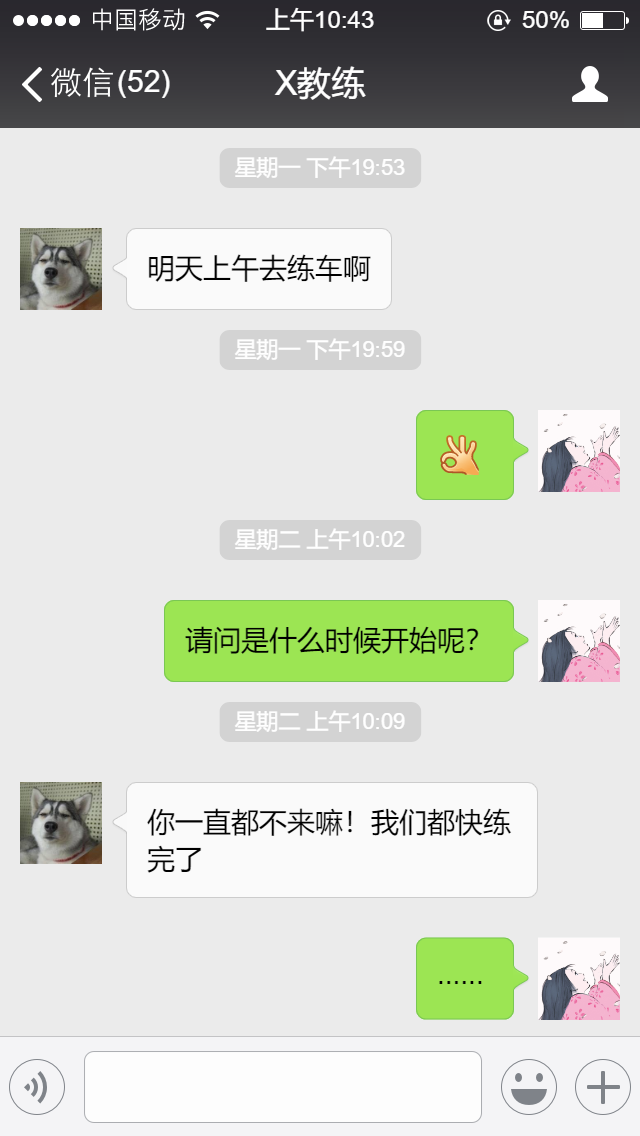 中国移动 上午10:43 50%
微信(52) X教练
星期一 下午19:53
明天上午去练车啊
星期一 下午19:59
星期二 上午10:02
请问是什么时候开始呢？
星期二 上午10:09
你一直都不来嘛！我们都快练
完了
......